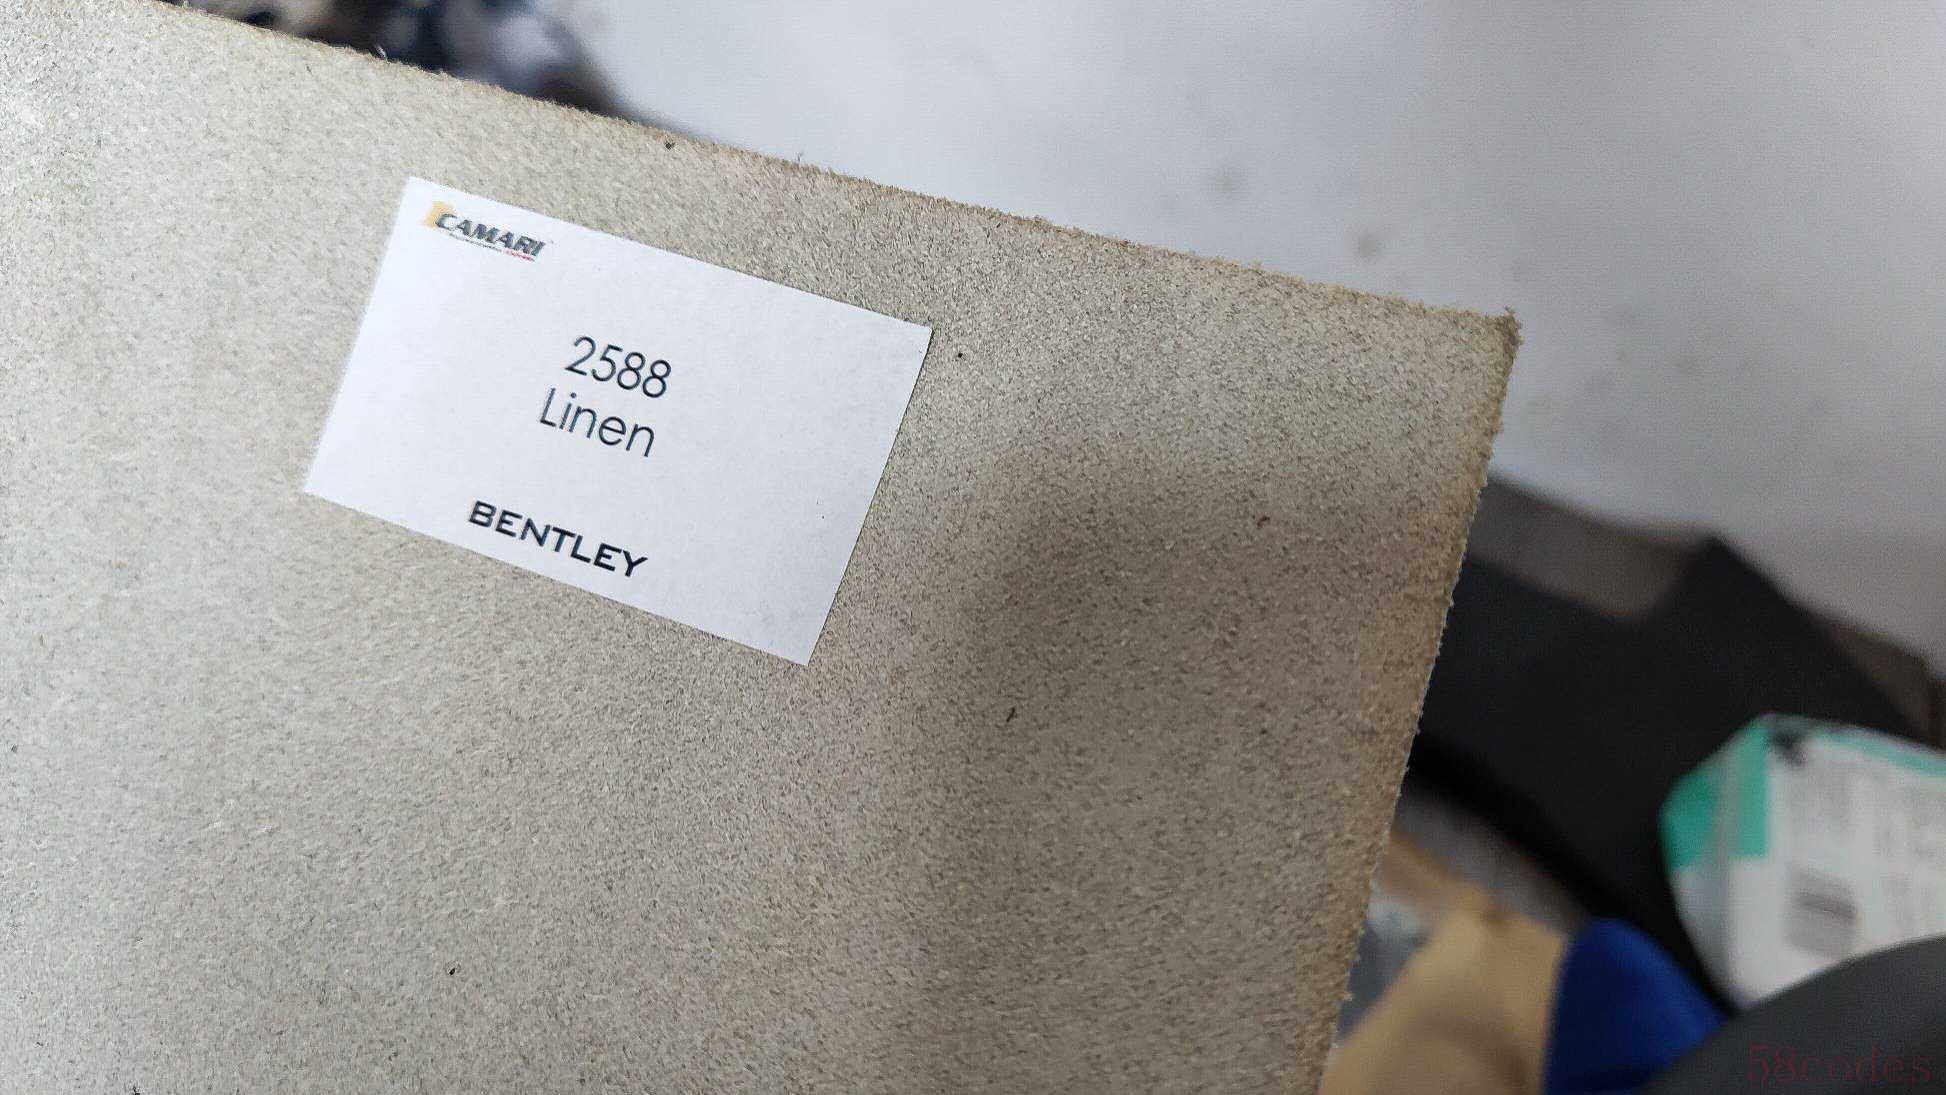 CAMARI
2588
Linen
BENTLEY
58codes